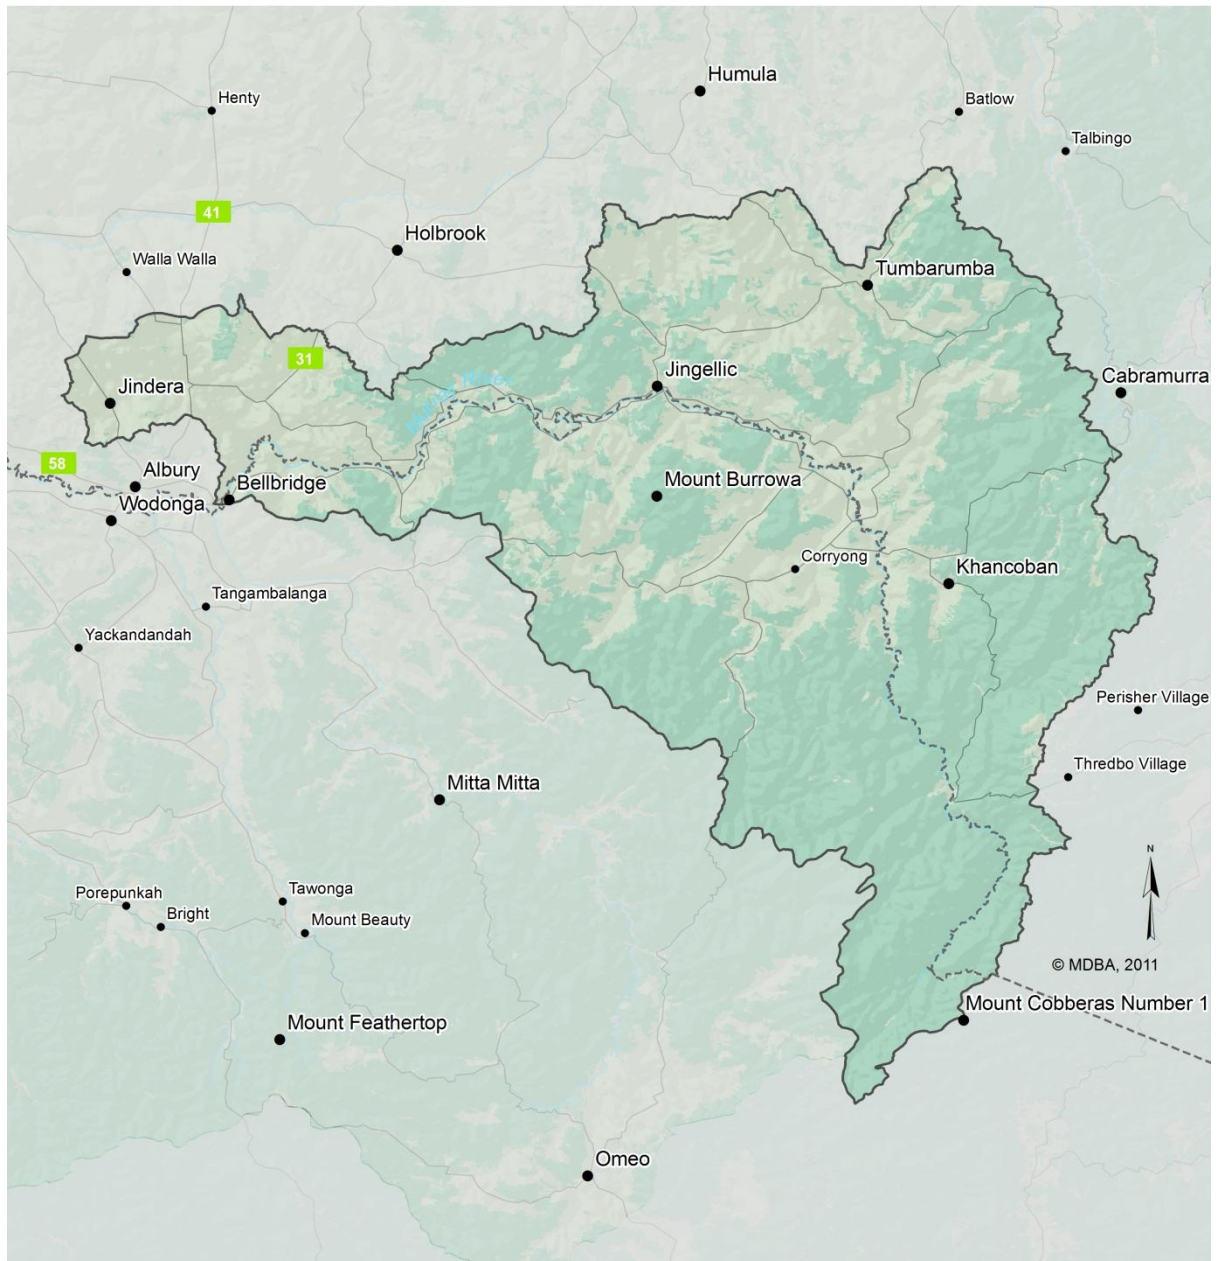 Humula
Henty
Batlow
Talbingo
41
Holbrook
Walla Walla
Tumbarumba
31
Murray River
Jingellic
Cabramurra
Jindera
58
Albury
Bellbridge
Mount Burrowa
Wodonga
Corryong
Khancoban
Tangambalanga
Yackandandah
Perisher Village
Thredbo Village
Mitta Mitta
N
Tawonga
Porepunkah
Bright
Mount Beauty
© MDBA, 2011
Mount Cobberas Number 1
Mount Feathertop
Omeo